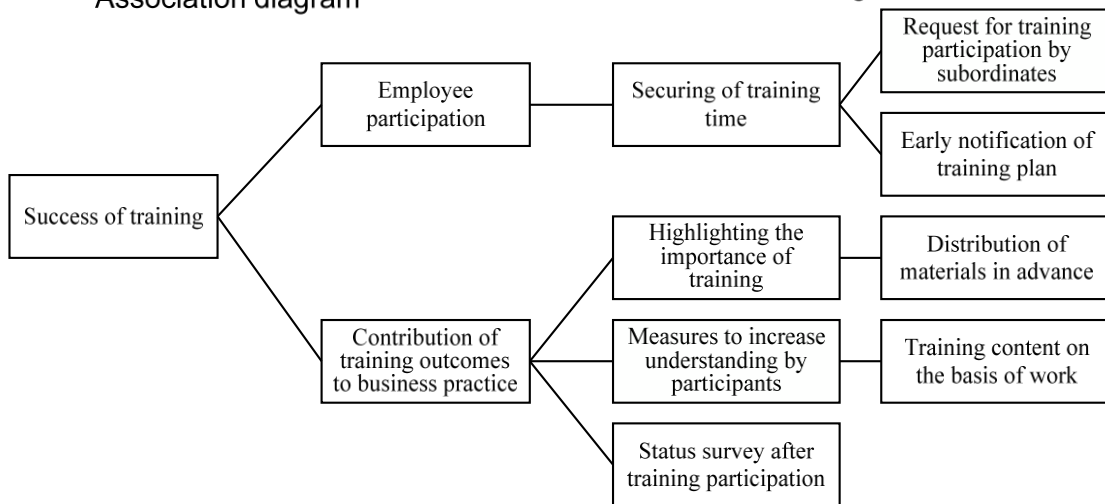 Association diagram
Request for training
participation by
subordinates
Employee
participation
Securing of training
time
Early notification of
training plan
Success of training
Highlighting the
importance of
training
Distribution of
materials in advance
Contribution of
training outcomes
to business practice
Measures to increase
understanding by
participants
Training content on
the basis of work
Status survey after
training participation